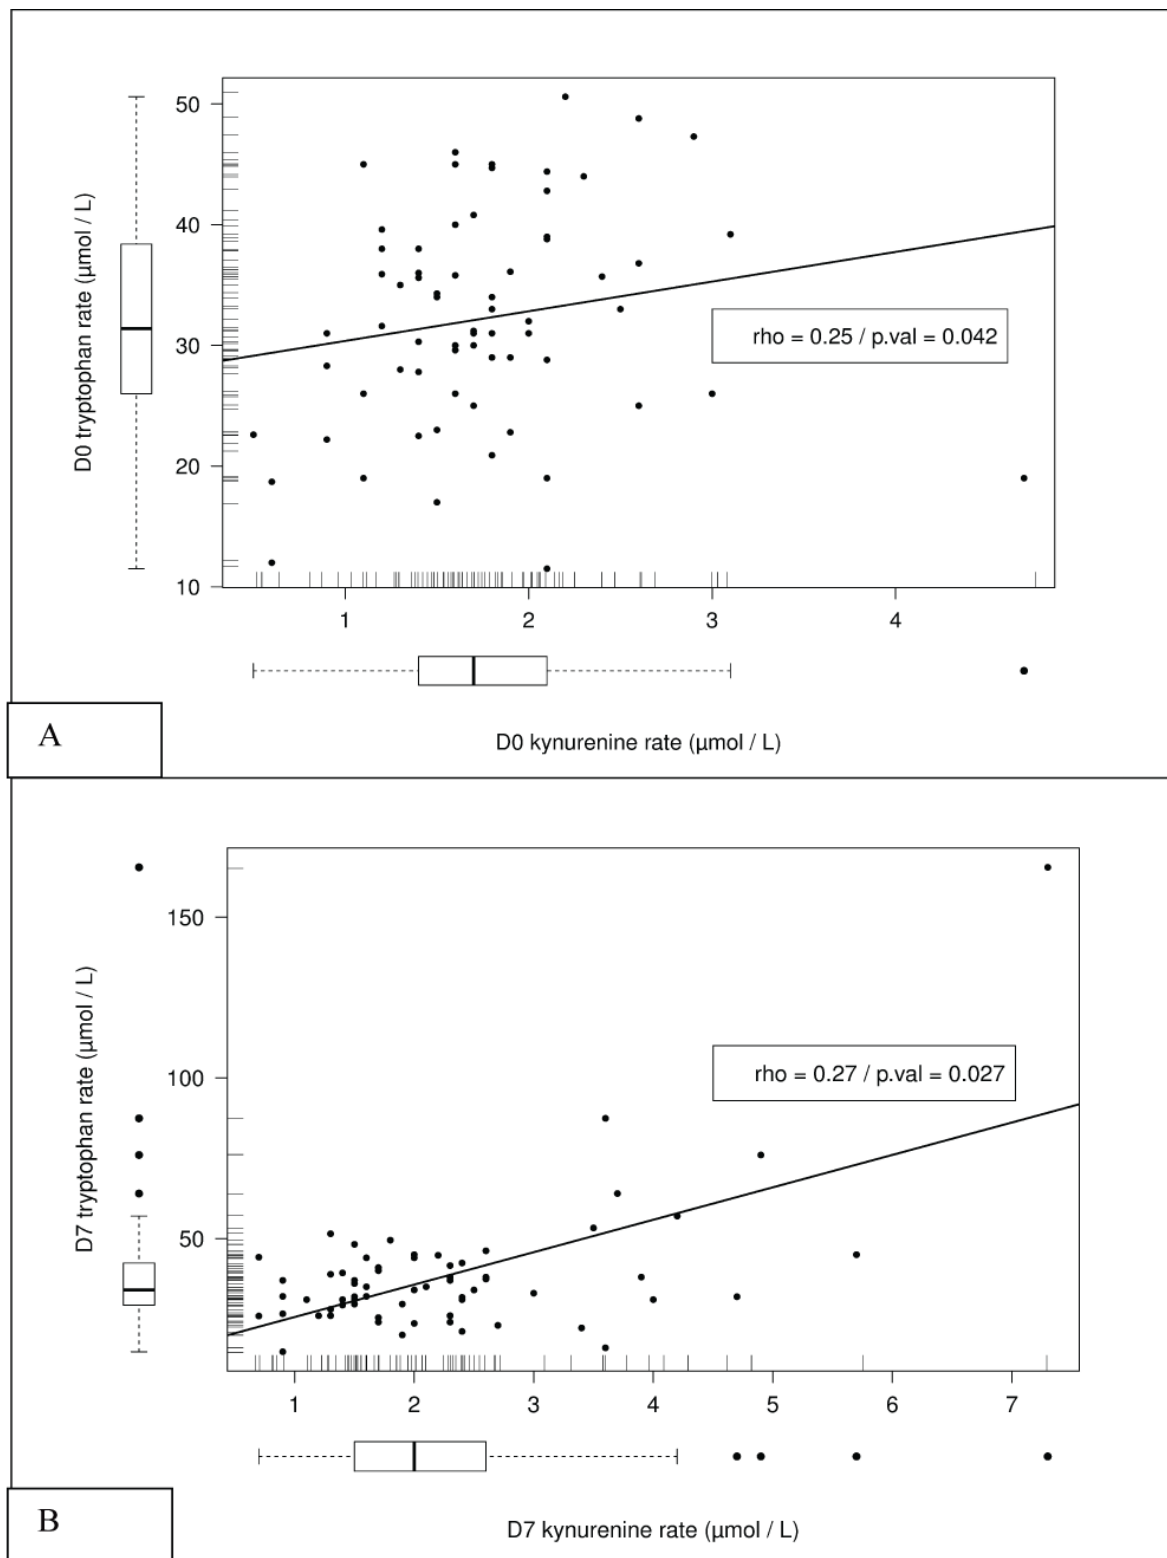 50
40
30
20
10
D0 tryptophan rate (µmol / L)
rho = 0.25 / p.val = 0.042
1 2 3 4
A
D0 kynurenine rate (µmol / L)
150
100
50
D7 tryptophan rate (µmol / L)
rho = 0.27 / p.val = 0.027
1 2 3 4 5 6 7
B
D7 kynurenine rate (µmol / L)